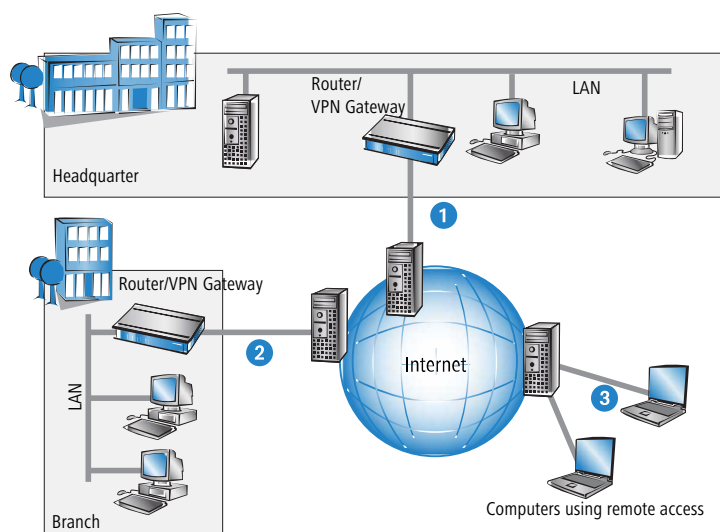 Router/
VPN Gateway
LAN
Headquarter
1
Router/VPN Gateway
2
Internet
3
LAN
Computers using remote access
Branch